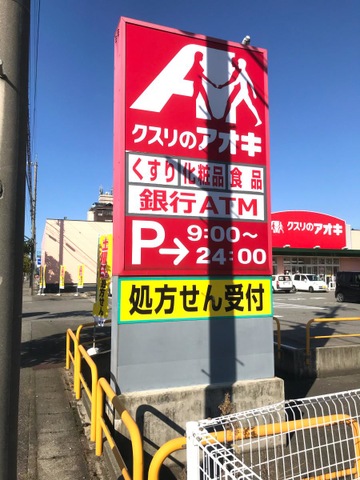 クスリのアオキ
くすり 化粧品 食品
銀行ATM
P→ 9:00～
24:00
処方せん受付
クスリのアオキ